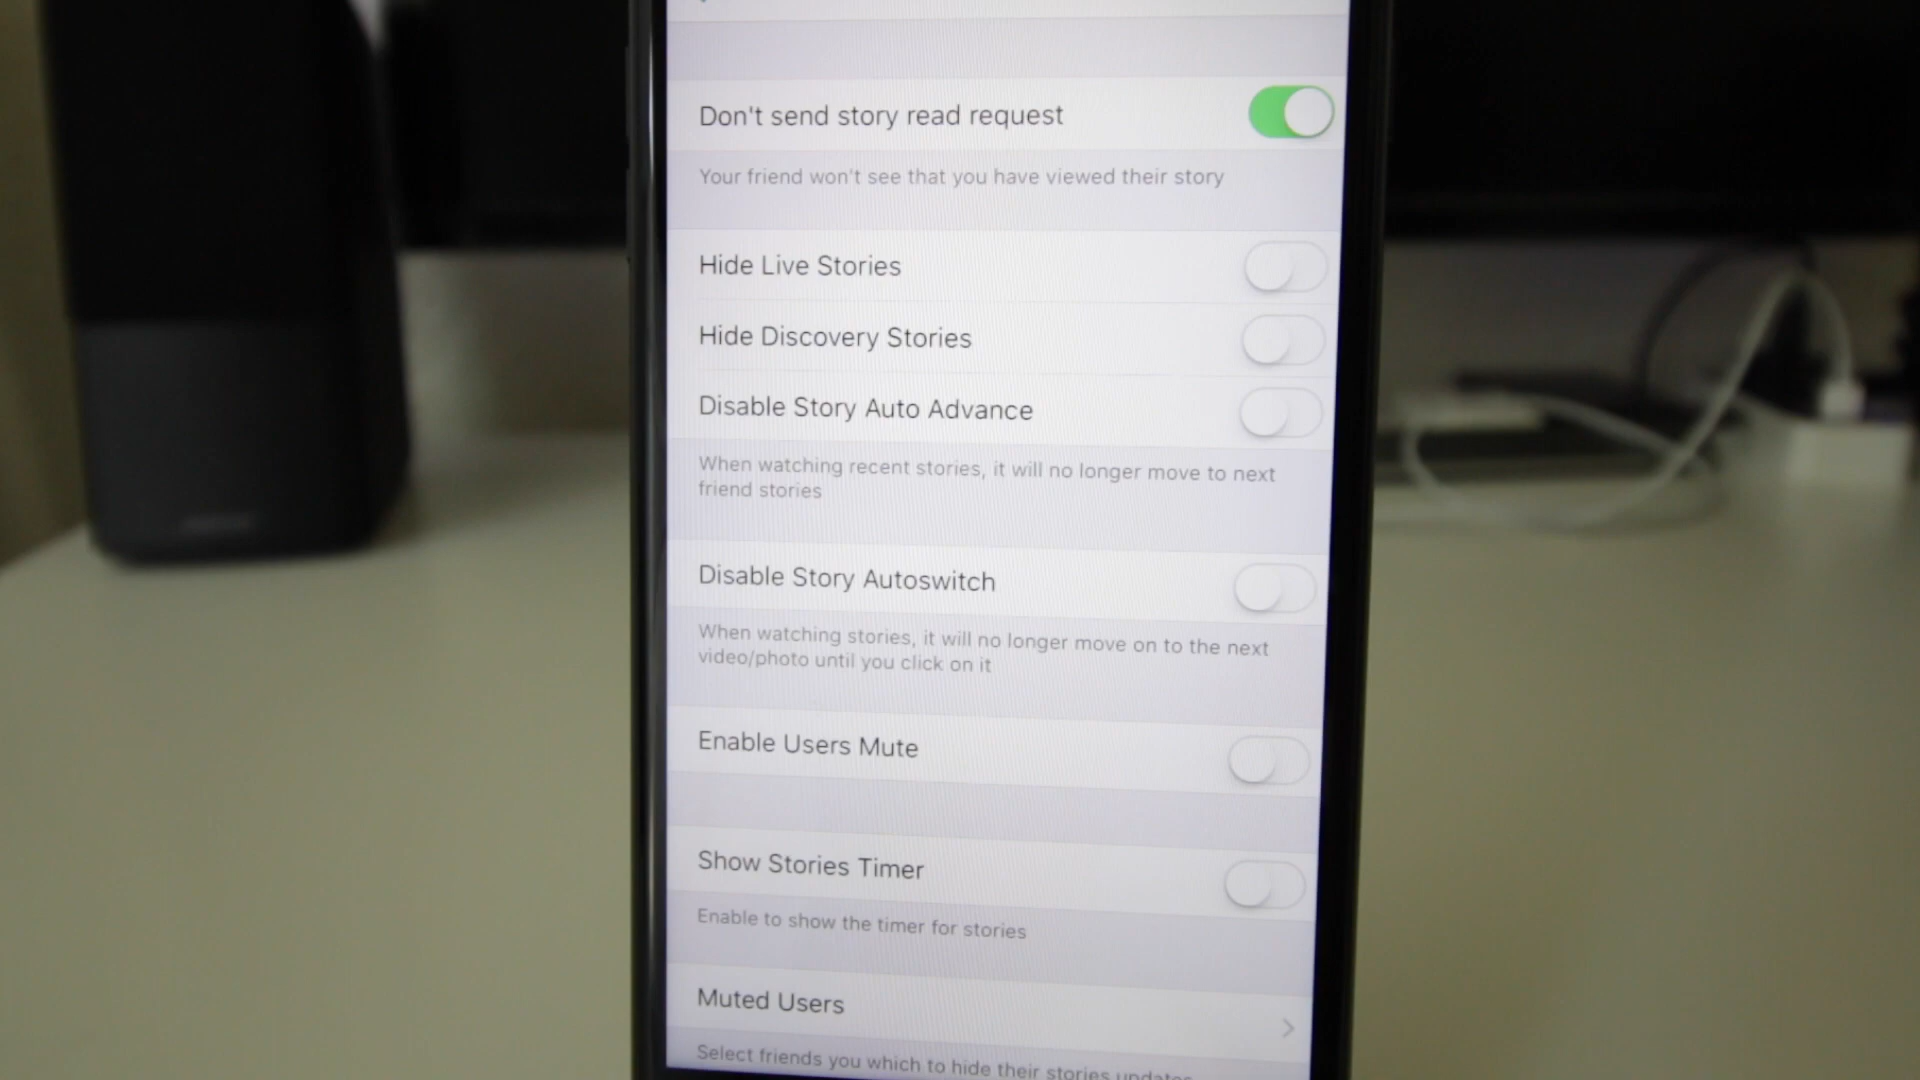 Don't send story read request
Your friend won't see that you have viewed their story
Hide Live Stories
Hide Discovery Stories
Disable Story Auto Advance
When watching recent stories, it will no longer move to next
friend stories
Disable Story Autoswitch
When watching stories, it will no longer move on to the next
video/photo until you click on it
Enable Users Mute
Show Stories Timer
Enable to show the timer for stories
Muted Users
Select friends you which to hide their stories updates